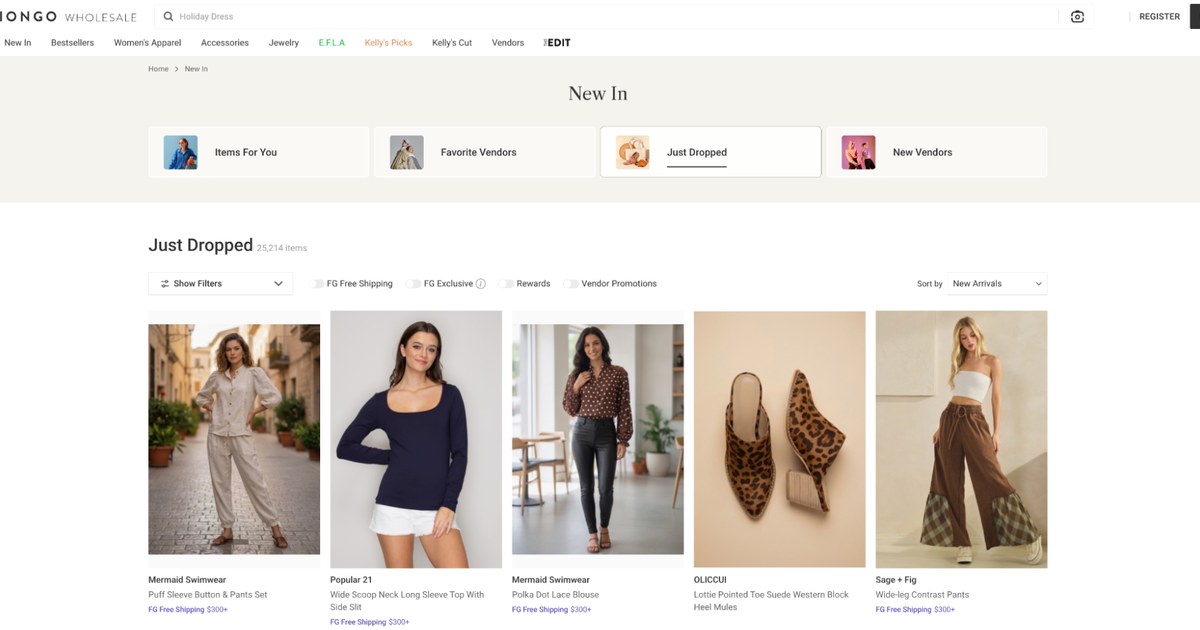 IONGO WHOLESALE
Holiday Dress
REGISTER
New In Bestsellers Women's Apparel Accessories Jewelry E.F.L.A Kelly's Picks Kelly's Cut Vendors THE EDIT
Home > New In
New In
Items For You
Favorite Vendors
Just Dropped
New Vendors
Just Dropped 25,214 items
Show Filters FG Free Shipping FG Exclusive Rewards Vendor Promotions Sort by New Arrivals
Mermaid Swimwear
Puff Sleeve Button & Pants Set
FG Free Shipping $300+
Popular 21
Wide Scoop Neck Long Sleeve Top With
Side Slit
FG Free Shipping $300+
Mermaid Swimwear
Polka Dot Lace Blouse
FG Free Shipping $300+
OLICCUI
Lottie Pointed Toe Suede Western Block
Heel Mules
Sage + Fig
Wide-leg Contrast Pants
FG Free Shipping $300+